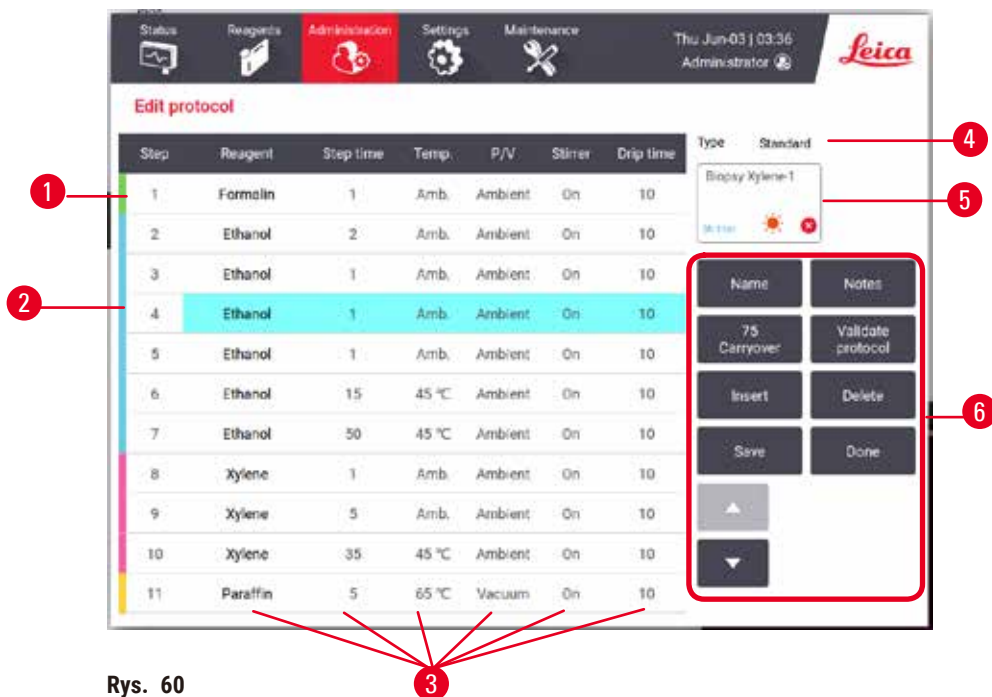 Status Reagents Administration Settings Maintenance
Thu Jun-03 | 03:36
Administrator
Leica
Edit protocol
Step Reagent Step time Temp. P/V Stirrer Drip time
1 Formalin 1 Amb. Ambient On 10
2 Ethanol 2 Amb. Ambient On 10
3 Ethanol 1 Amb. Ambient On 10
4 Ethanol 1 Amb. Ambient On 10
5 Ethanol 1 Amb. Ambient On 10
6 Ethanol 15 45 °C Ambient On 10
7 Ethanol 50 45 °C Ambient On 10
8 Xylene 1 Amb. Ambient On 10
9 Xylene 5 Amb. Ambient On 10
10 Xylene 35 45 °C Ambient On 10
11 Paraffin 5 65 °C Vacuum On 10
Type Standard
Biopsy Xylene-1
Name Notes
75
Carryover
Validate
protocol
Insert Delete
Save Done
1
2
3
4
5
6
Rys. 60